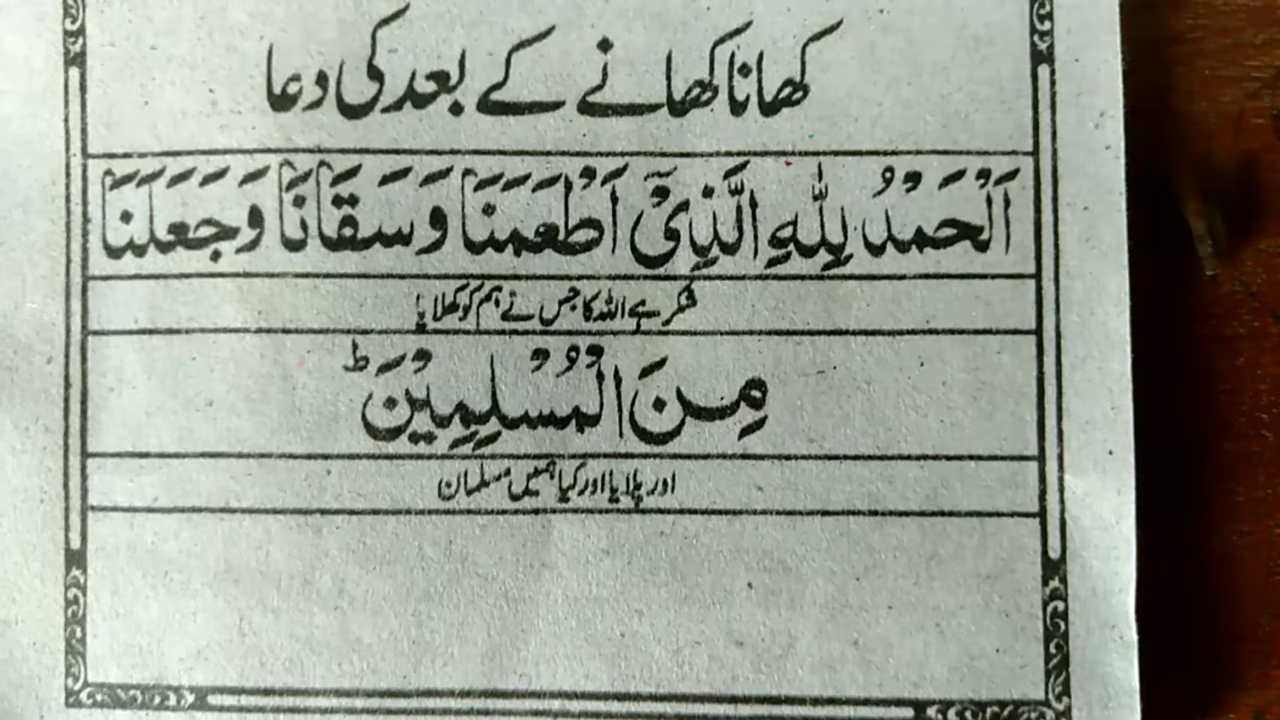 کھانا کھانے کے بعد کی دعا
اَلْحَمْدُ لِلّٰهِ الَّذِیْۤ اَطْعَمَنَا وَسَقَانَا وَجَعَلَنَا
شکر ہے اللہ کا جس نے ہم کو کھلایا
مِنَ الْمُسْلِمِیْنَ ؕ
اور پلایا اور کیا ہمیں مسلمان